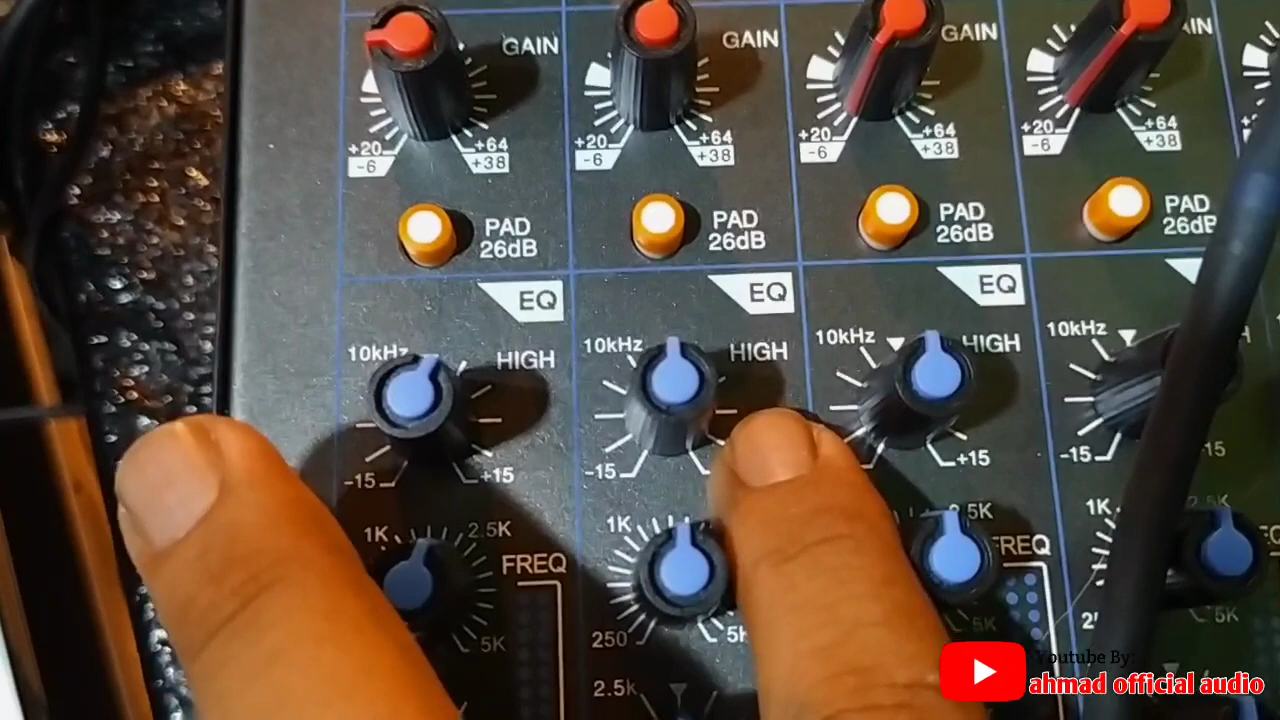 GAIN GAIN GAIN
+20 +64 +20 +64 +20 +64 +20 +64
-6 +38 -6 +38 -6 +38 -6 +38
PAD PAD PAD PAD
26dB 26dB 26dB 26dB
EQ EQ EQ
10kHz HIGH 10kHz HIGH 10kHz HIGH 10kHz
-15 +15 -15 +15 -15
1K 2.5K 1K 1K
FREQ FREQ
5K 250 5K 5K 5K
2.5K
Youtube By:
ahmad official audio